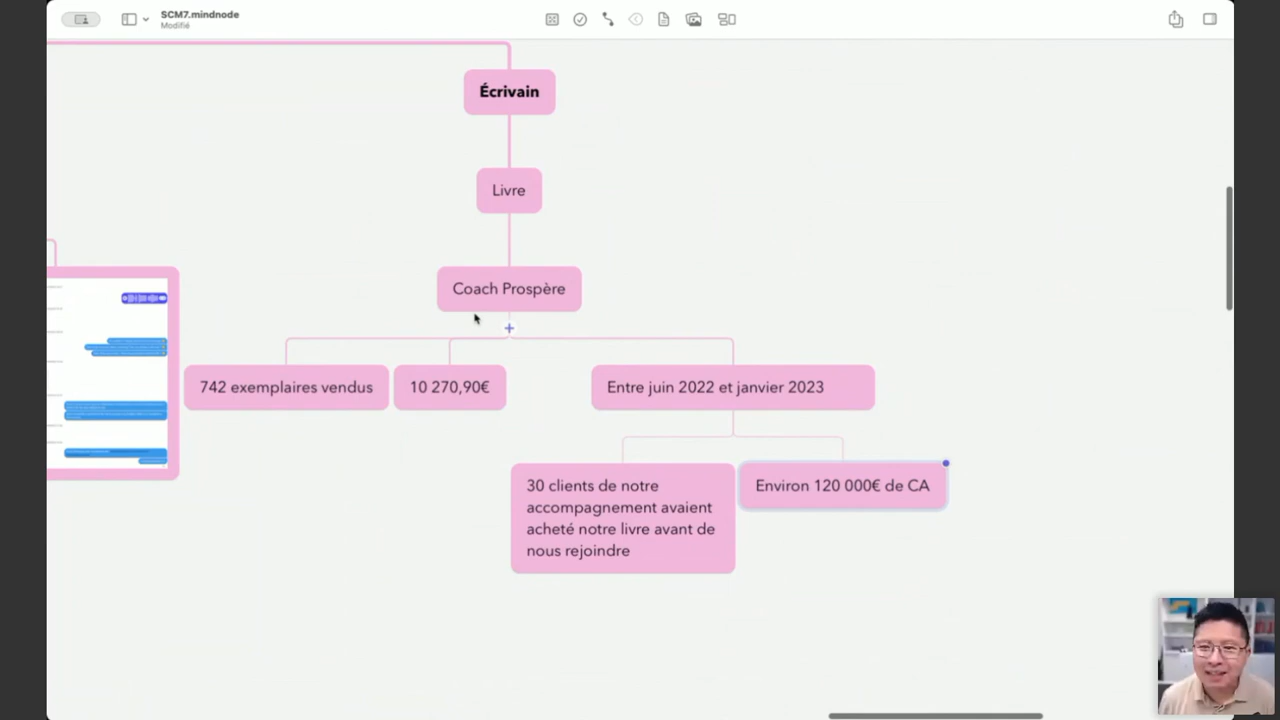 SCM7.mindnode
Modifié
Écrivain
Livre
Coach Prospère
742 exemplaires vendus
10 270,90€
Entre juin 2022 et janvier 2023
30 clients de notre
accompagnement avaient
acheté notre livre avant de
nous rejoindre
Environ 120 000€ de CA